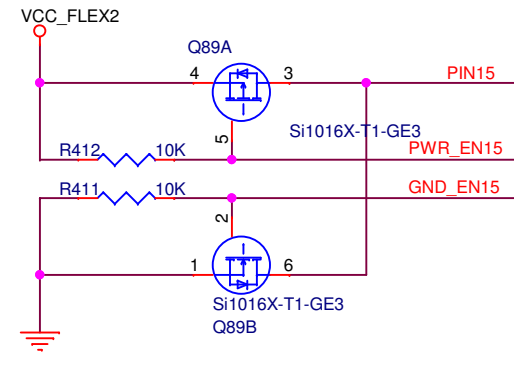 VCC_FLEX2
Q89A
4
3
PIN15
5
Si1016X-T1-GE3
R412
10K
PWR_EN15
R411
10K
GND_EN15
2
1
6
Si1016X-T1-GE3
Q89B